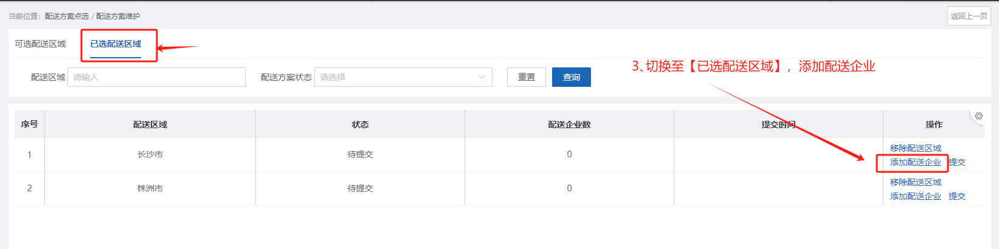 当前位置：配送方案点选 / 配送方案维护
返回上一页
可选配送区域 已选配送区域
3、切换至【已选配送区域】，添加配送企业
配送区域 请输入 配送方案状态 请选择 重置 查询
序号 配送区域 状态 配送企业数 提交时间 操作
1 长沙市 待提交 0 移除配送区域
添加配送企业 提交
2 株洲市 待提交 0 移除配送区域
添加配送企业 提交